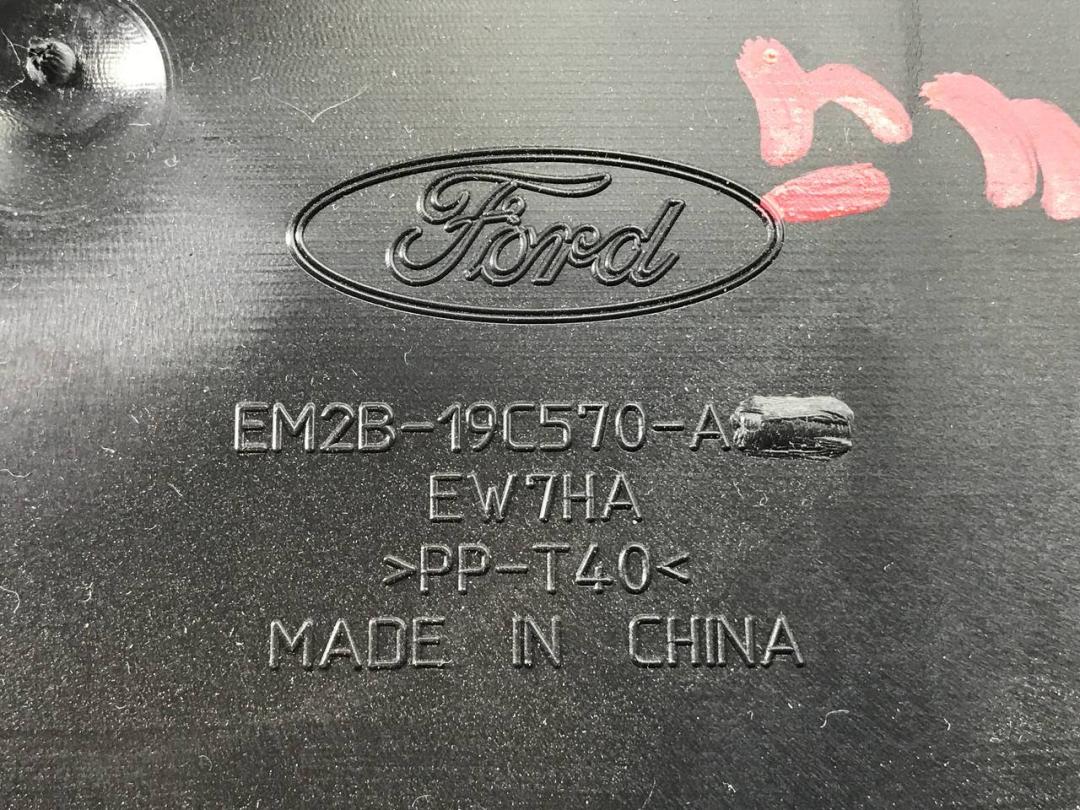 Ford
EM2B-19C570-A
EW7HA
>PP-T40<
MADE IN CHINA